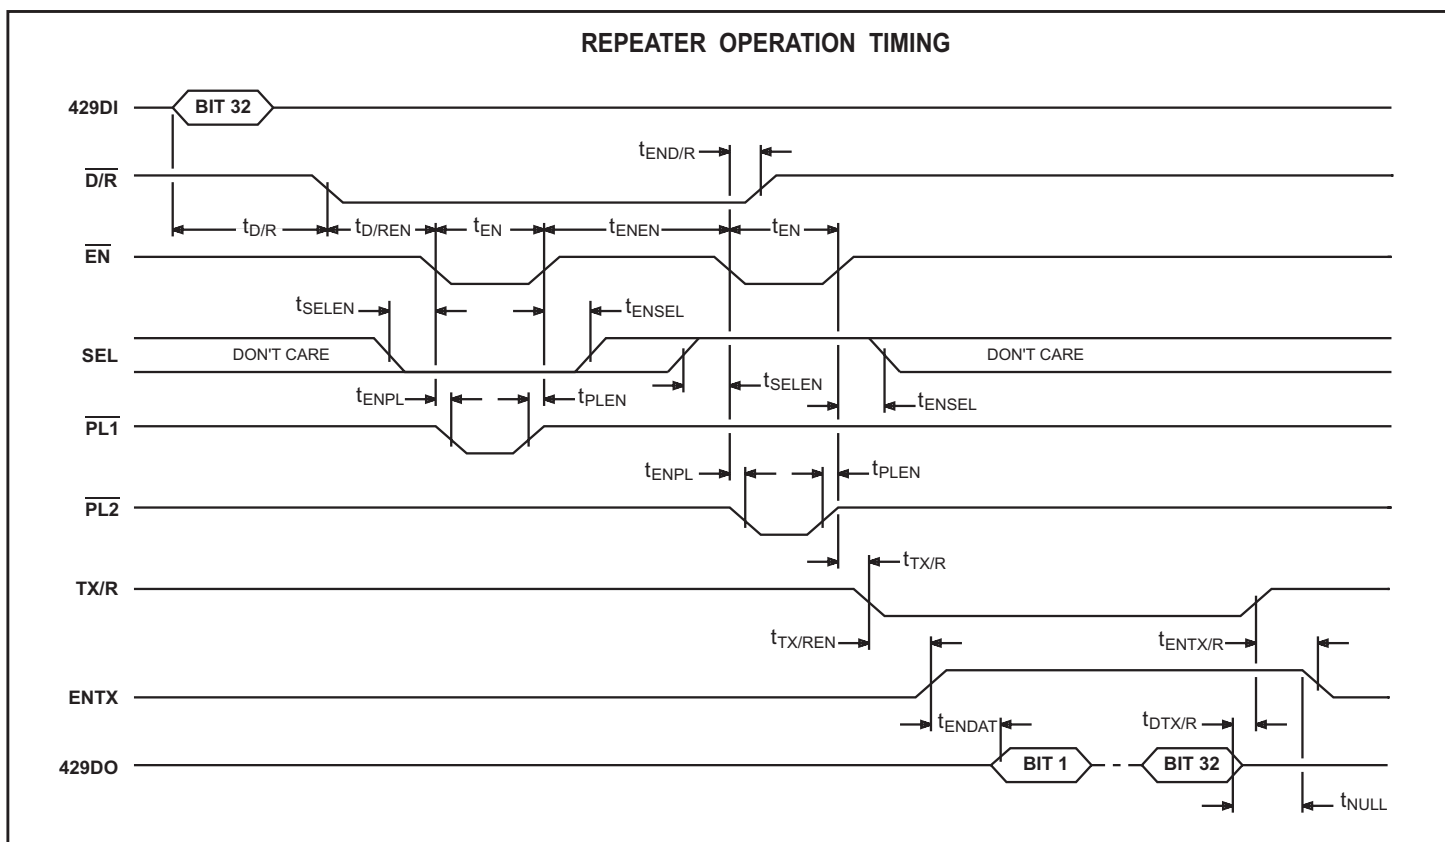 REPEATER OPERATION TIMING
429DI
BIT 32
tEND/R
D/R
tD/R
tD/REN
tEN
tENEN
tEN
EN
tSELEN
tENSEL
SEL
DON'T CARE
DON'T CARE
tSELEN
tENPL
tPLEN
tENSEL
PL1
tENPL
tPLEN
PL2
tTX/R
TX/R
tTX/REN
tENTX/R
ENTX
tENDAT
tDTX/R
429DO
BIT 1
BIT 32
tNULL